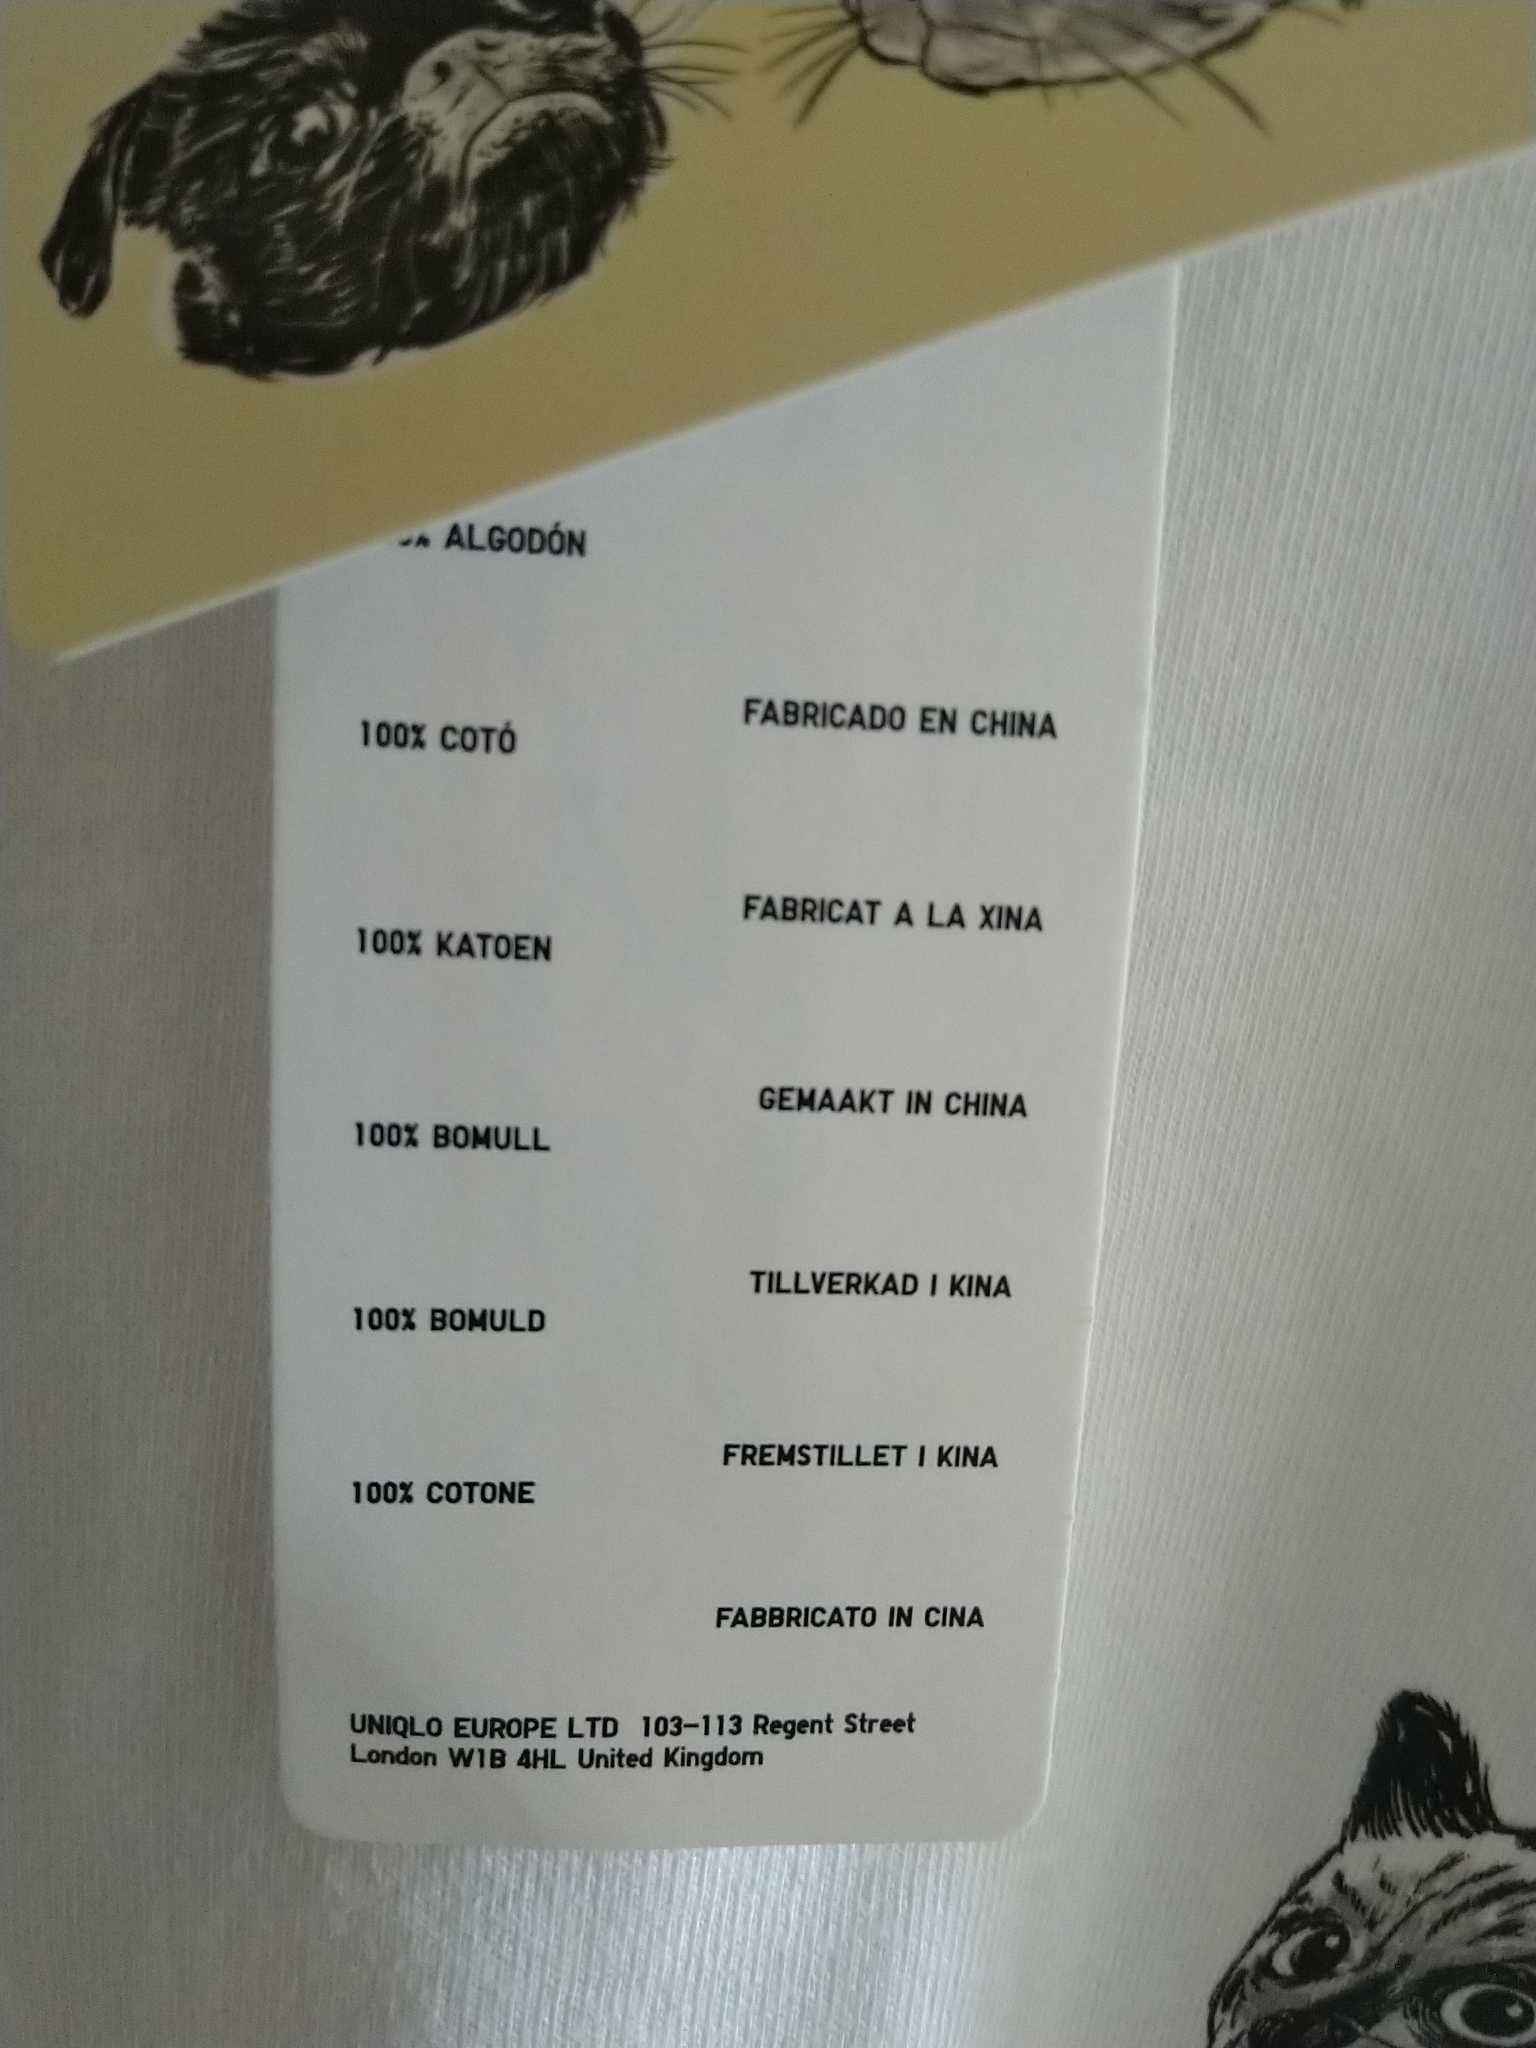 ALGODÓN
FABRICADO EN CHINA
100% COTÓ
FABRICAT A LA XINA
100% KATOEN
GEMAAKT IN CHINA
100% BOMULL
TILLVERKAD I KINA
100% BOMULD
FREMSTILLET I KINA
100% COTONE
FABBRICATO IN CINA
UNIQLO EUROPE LTD 103–113 Regent Street
London W1B 4HL United Kingdom